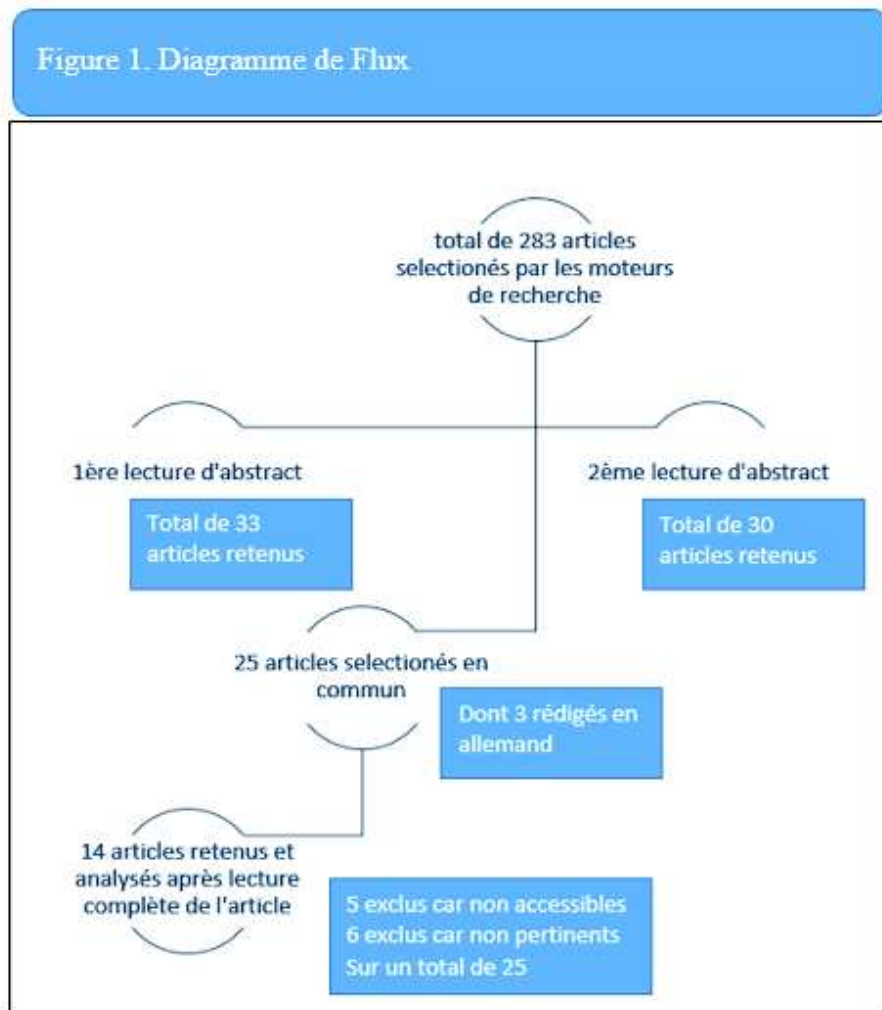 Figure 1. Diagramme de Flux
total de 283 articles
selectionés par les moteurs
de recherche
1ère lecture d'abstract
Total de 33
articles retenus
2ème lecture d'abstract
Total de 30
articles retenus
25 articles selectionés en
commun
Dont 3 rédigés en
allemand
14 articles retenus et
analysés après lecture
complète de l'article
5 exclus car non accessibles
6 exclus car non pertinents
Sur un total de 25